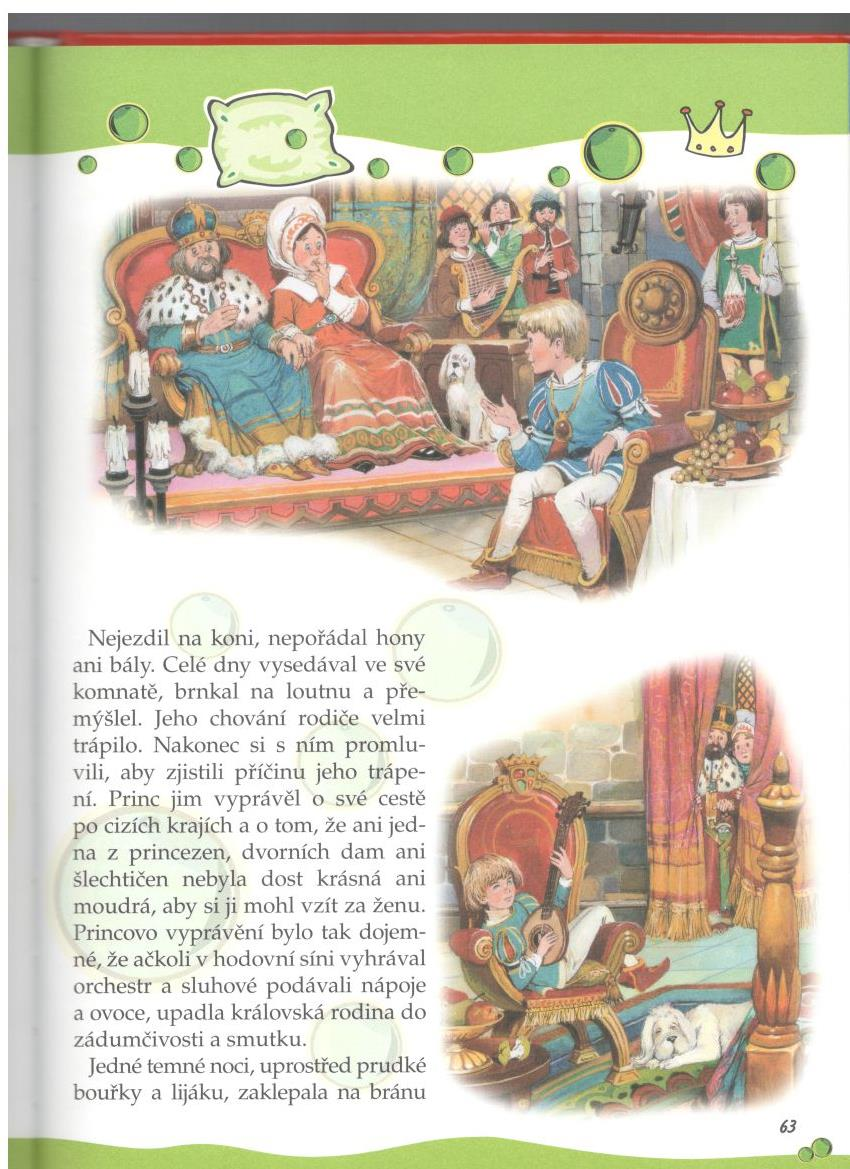 Nejezdil na koni, nepořádal hony
ani bály. Celé dny vysedával ve své
komnatě, brnkal na loutnu a pře-
mýšlel. Jeho chování rodiče velmi
trápilo. Nakonec si s ním promlu-
vili, aby zjistili příčinu jeho trápe-
ní. Princ jim vyprávěl o své cestě
po cizích krajích a o tom, že ani jed-
na z princezen, dvorních dam ani
šlechtičen nebyla dost krásná ani
moudrá, aby si ji mohl vzít za ženu.
Princovo vyprávění bylo tak dojem-
né, že ačkoli v hodovní síni vyhrával
orchestr a sluhové podávali nápoje
a ovoce, upadla královská rodina do
zádumčivosti a smutku.
Jedné temné noci, uprostřed prudké
bouřky a lijáku, zaklepala na bránu
63